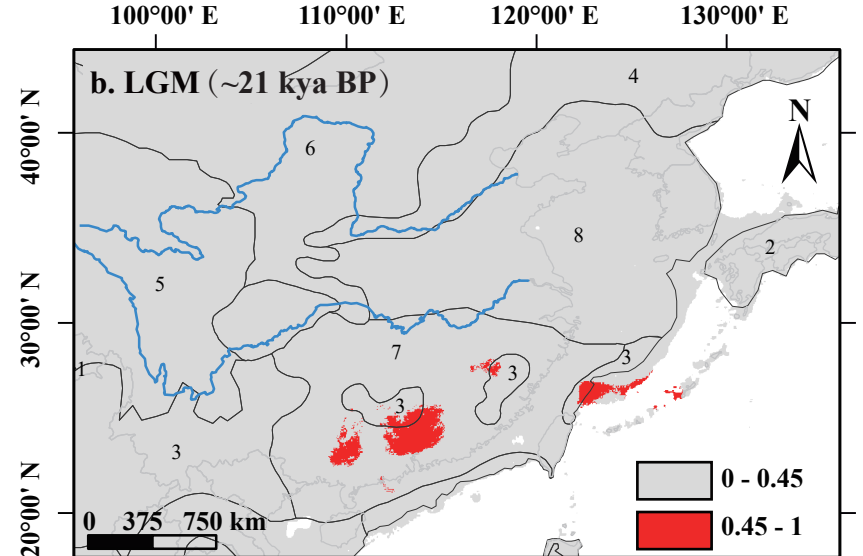 100°00' E 110°00' E 120°00' E 130°00' E
b. LGM (~21 kya BP)
40°00' N
30°00' N
20°00' N
N
4
6
8
2
5
7
3
3
1
3
3
0 375 750 km
0 - 0.45
0.45 - 1